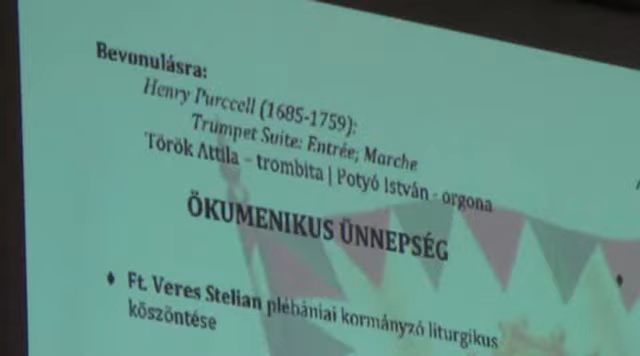 Bevonulásra:
Henry Purccell (1685-1759):
Trumpet Suite: Entrée; Marche
Török Attila – trombita | Potyó István - orgona
ÖKUMENIKUS ÜNNEPSÉG
♦ Ft. Veres Stelian plébániai kormányzó liturgikus
köszöntése